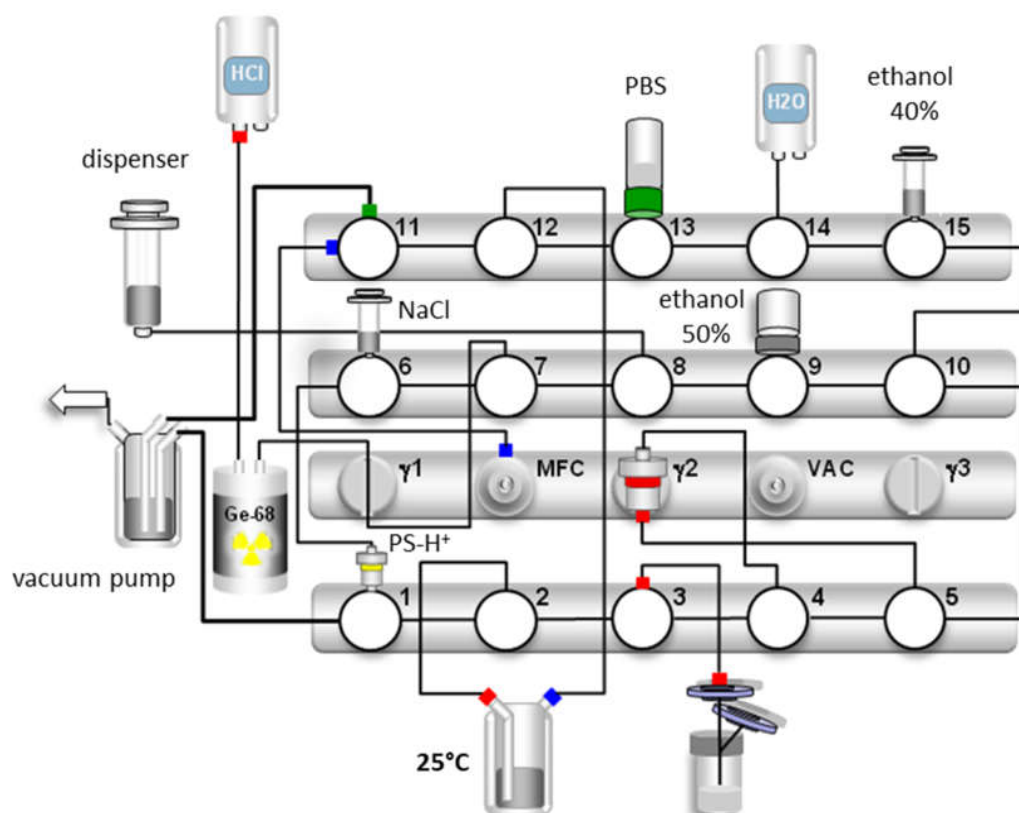 HCl
PBS
H2O
ethanol
40%
dispenser
11
12
13
14
15
NaCl
ethanol
50%
6
7
8
9
10
γ1
MFC
γ2
VAC
γ3
Ge-68
PS-H⁺
vacuum pump
1
2
3
4
5
25°C